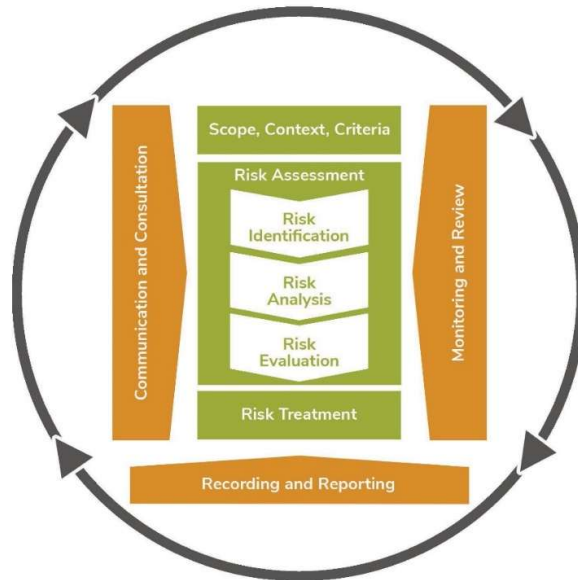 Scope, Context, Criteria
Risk Assessment
Risk
Identification
Risk
Analysis
Risk
Evaluation
Risk Treatment
Communication and Consultation
Monitoring and Review
Recording and Reporting